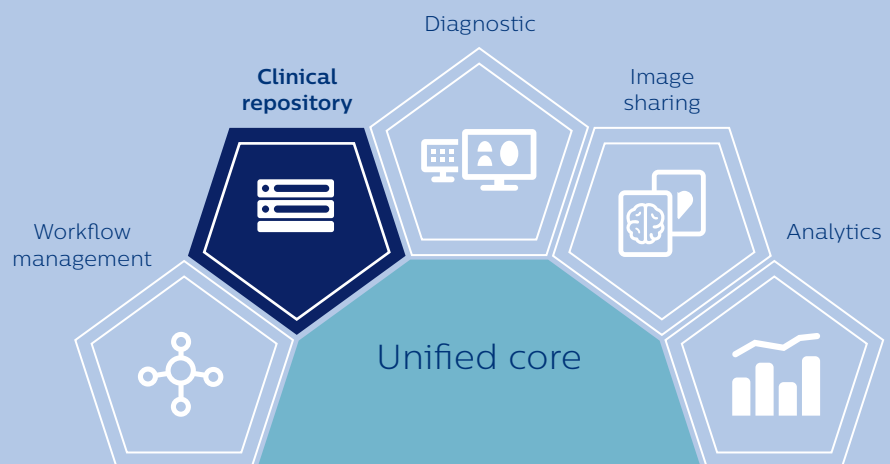 Diagnostic
Clinical
repository
Image
sharing
Workflow
management
Analytics
Unified core